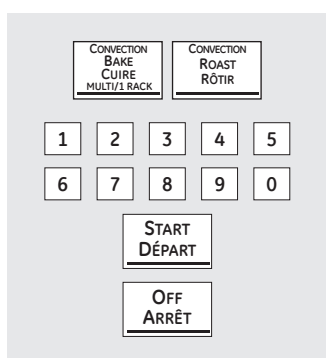 CONVECTION
BAKE
CUIRE
MULTI/1 RACK
CONVECTION
ROAST
RÔTIR
1 2 3 4 5
6 7 8 9 0
START
DÉPART
OFF
ARRÊT